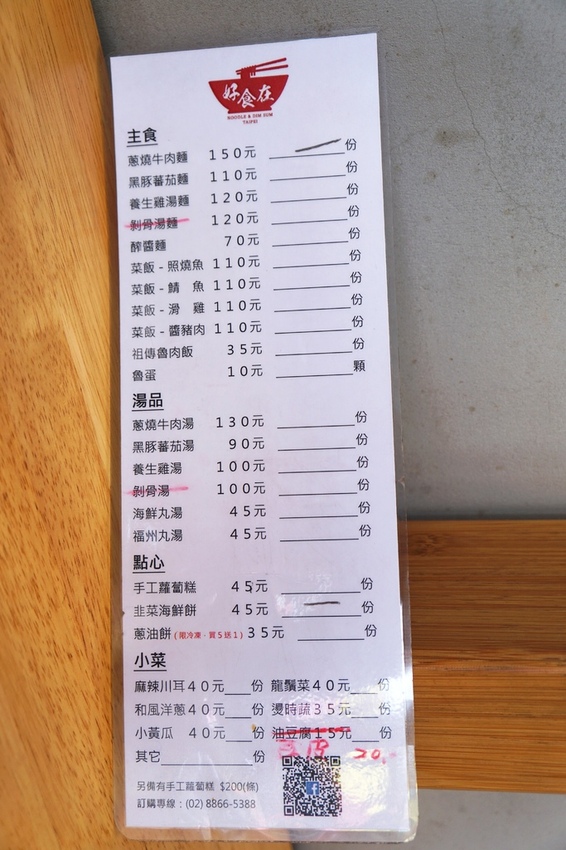 好食在
NOODLE & DIM SUM
TAIPEI
主食
蔥燒牛肉麵 150元 份
黑豚蕃茄麵 110元 份
養生雞湯麵 120元 份
剝骨湯麵 120元 份
醡醬麵 70元 份
菜飯-照燒魚 110元 份
菜飯-鯖 魚 110元 份
菜飯-滑 雞 110元 份
菜飯-醬豬肉 110元 份
祖傳魯肉飯 35元 份
魯蛋 10元 顆
湯品
蔥燒牛肉湯 130元 份
黑豚蕃茄湯 90元 份
養生雞湯 100元 份
剝骨湯 100元 份
海鮮丸湯 45元 份
福州丸湯 45元 份
點心
手工蘿蔔糕 45元 份
韭菜海鮮餅 45元 份
蔥油餅(限冷凍‧買5送1) 35元 份
小菜
麻辣川耳40元 份 龍鬚菜40元 份
和風洋蔥40元 份 燙時蔬35元 份
小黃瓜 40元 份 油豆腐15元 份
其它 份 20.-
另備有手工蘿蔔糕 $200(條)
訂購專線：(02) 8866-5388